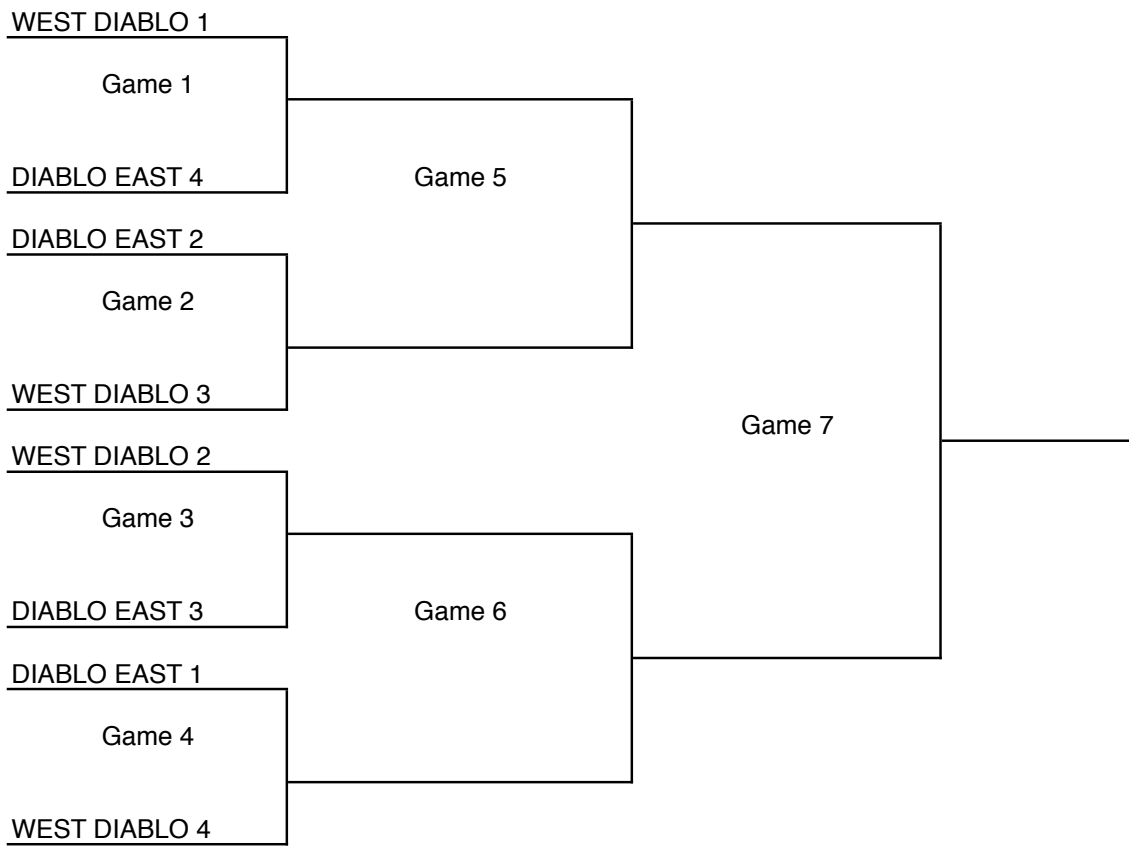 WEST DIABLO 1
Game 1
DIABLO EAST 4
Game 5
DIABLO EAST 2
Game 2
WEST DIABLO 3
Game 7
WEST DIABLO 2
Game 3
DIABLO EAST 3
Game 6
DIABLO EAST 1
Game 4
WEST DIABLO 4